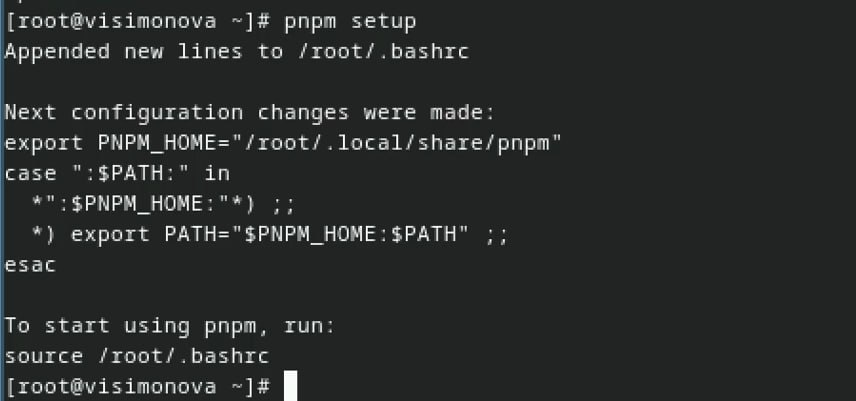 [root@visimonova ~]# pnpm setup
Appended new lines to /root/.bashrc

Next configuration changes were made:
export PNPM_HOME="/root/.local/share/pnpm"
case ":$PATH:" in
  *":$PNPM_HOME:"*) ;;
  *) export PATH="$PNPM_HOME:$PATH" ;;
esac

To start using pnpm, run:
source /root/.bashrc
[root@visimonova ~]#